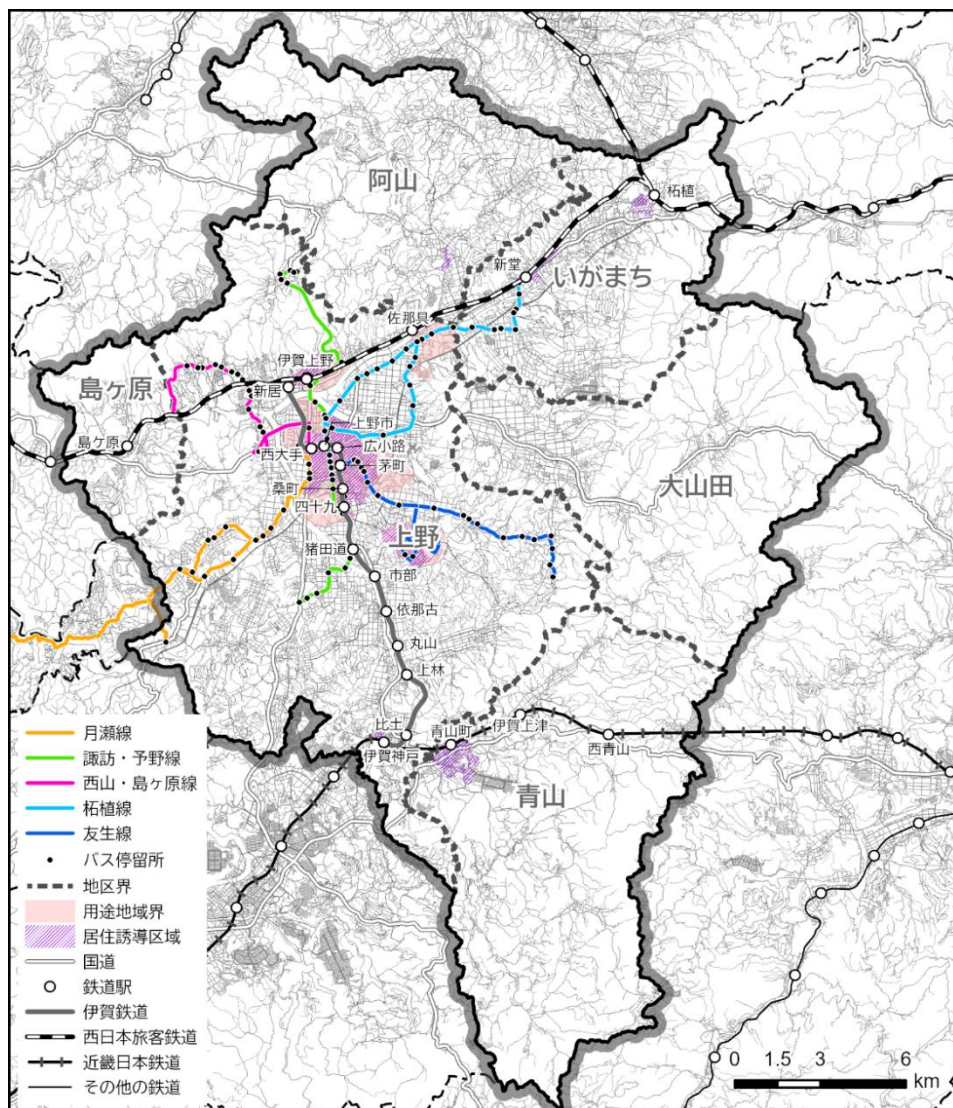 阿山
柘植
新堂
いがまち
佐那具
伊賀上野
島ヶ原
新居
上野市
島ケ原
広小路
西大手
茅町
大山田
桑町
四十九
上野
猪田道
市部
依那古
丸山
上林
比土
青山町
伊賀上津
西青山
伊賀神戸
青山
月瀬線
諏訪・予野線
西山・島ヶ原線
柘植線
友生線
バス停留所
地区界
用途地域界
居住誘導区域
国道
鉄道駅
伊賀鉄道
西日本旅客鉄道
近畿日本鉄道
その他の鉄道
0 1.5 3 6
km